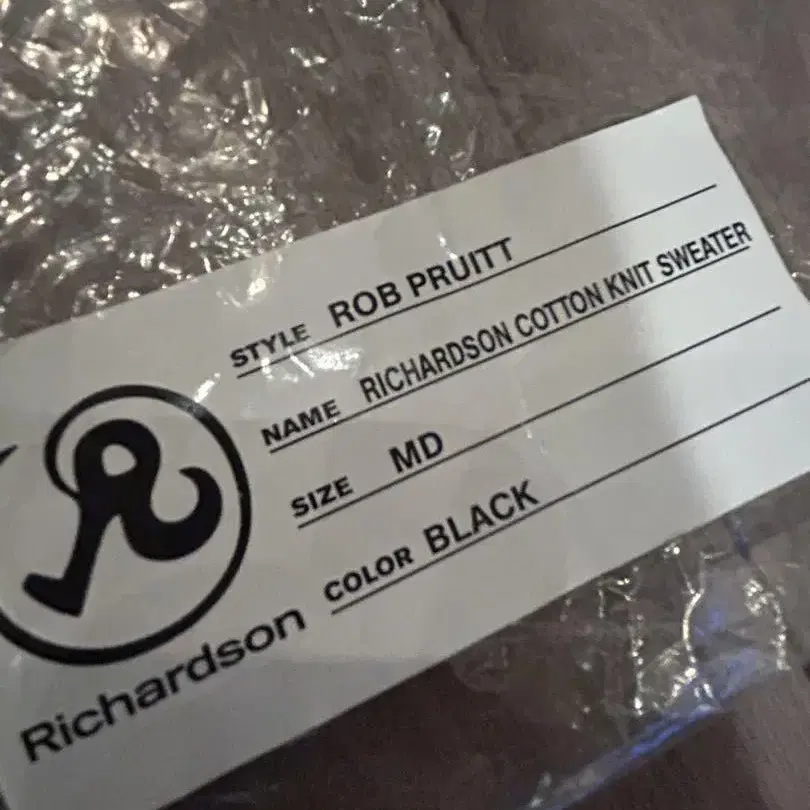 STYLE ROB PRUITT
NAME RICHARDSON COTTON KNIT SWEATER
SIZE MD
COLOR BLACK
R
Richardson